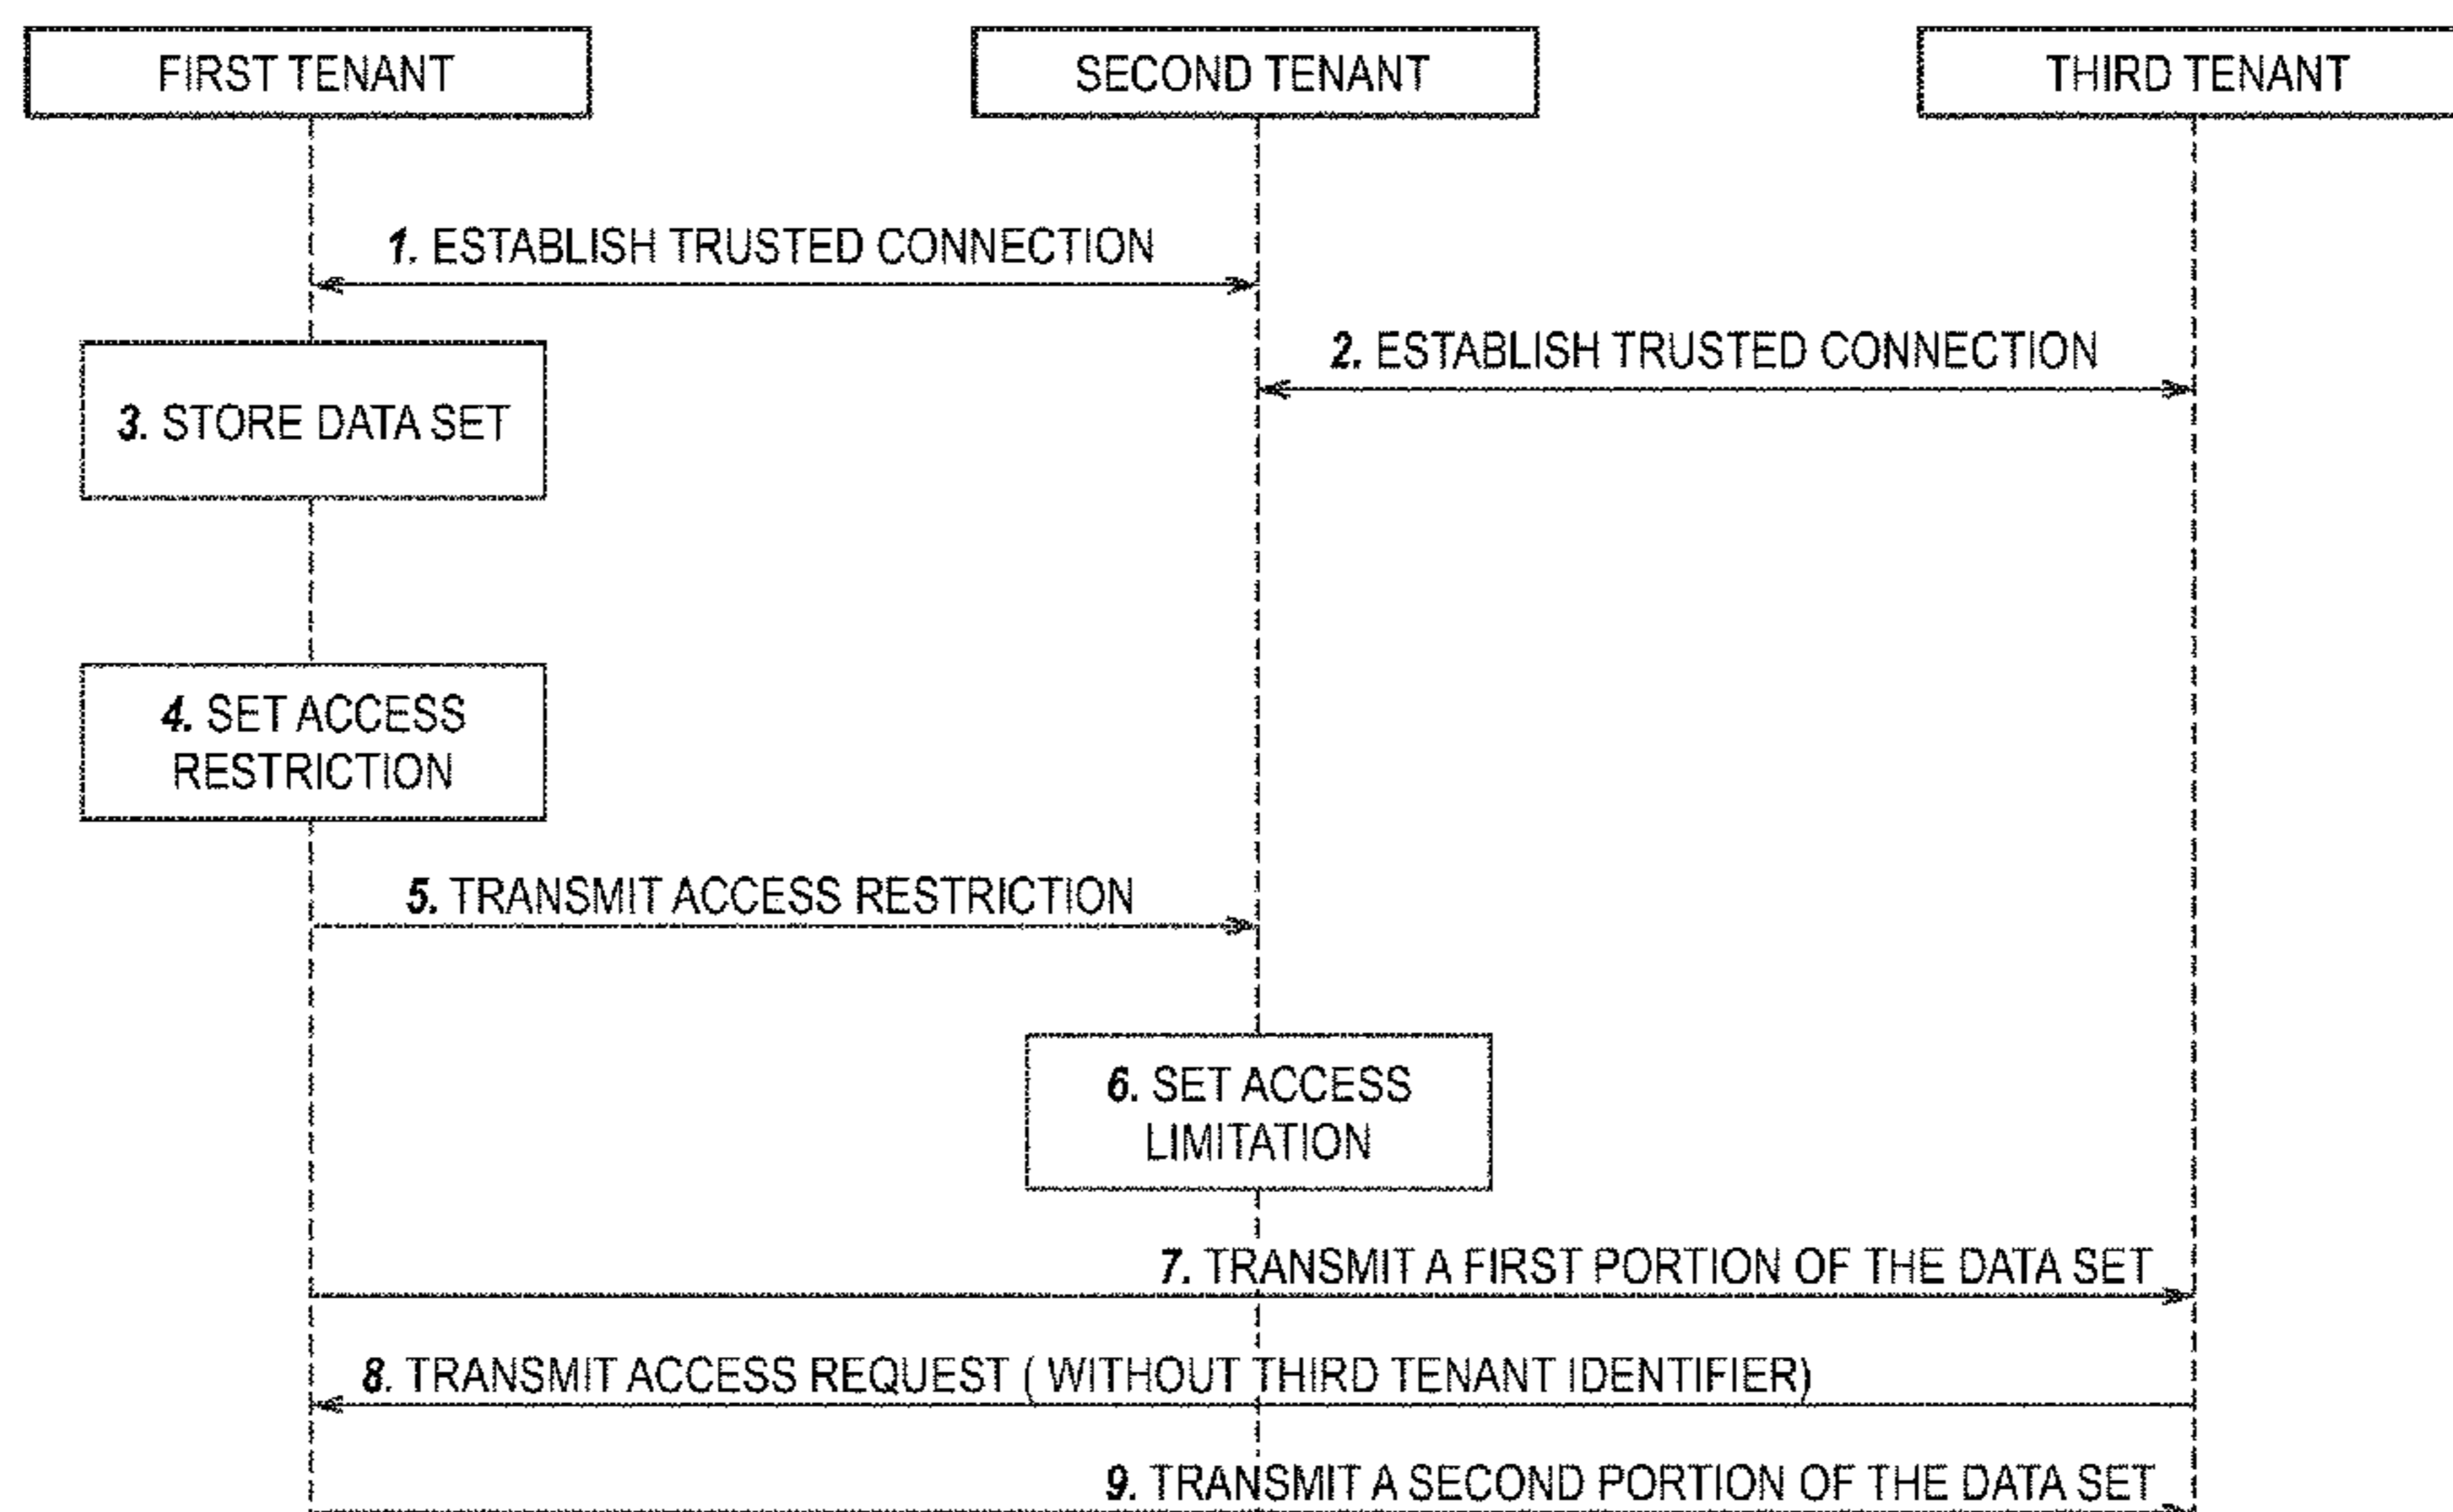 FIRST TENANT
SECOND TENANT
THIRD TENANT
1. ESTABLISH TRUSTED CONNECTION
2. ESTABLISH TRUSTED CONNECTION
3. STORE DATA SET
4. SET ACCESS
RESTRICTION
5. TRANSMIT ACCESS RESTRICTION
6. SET ACCESS
LIMITATION
7. TRANSMIT A FIRST PORTION OF THE DATA SET
8. TRANSMIT ACCESS REQUEST ( WITHOUT THIRD TENANT IDENTIFIER)
9. TRANSMIT A SECOND PORTION OF THE DATA SET